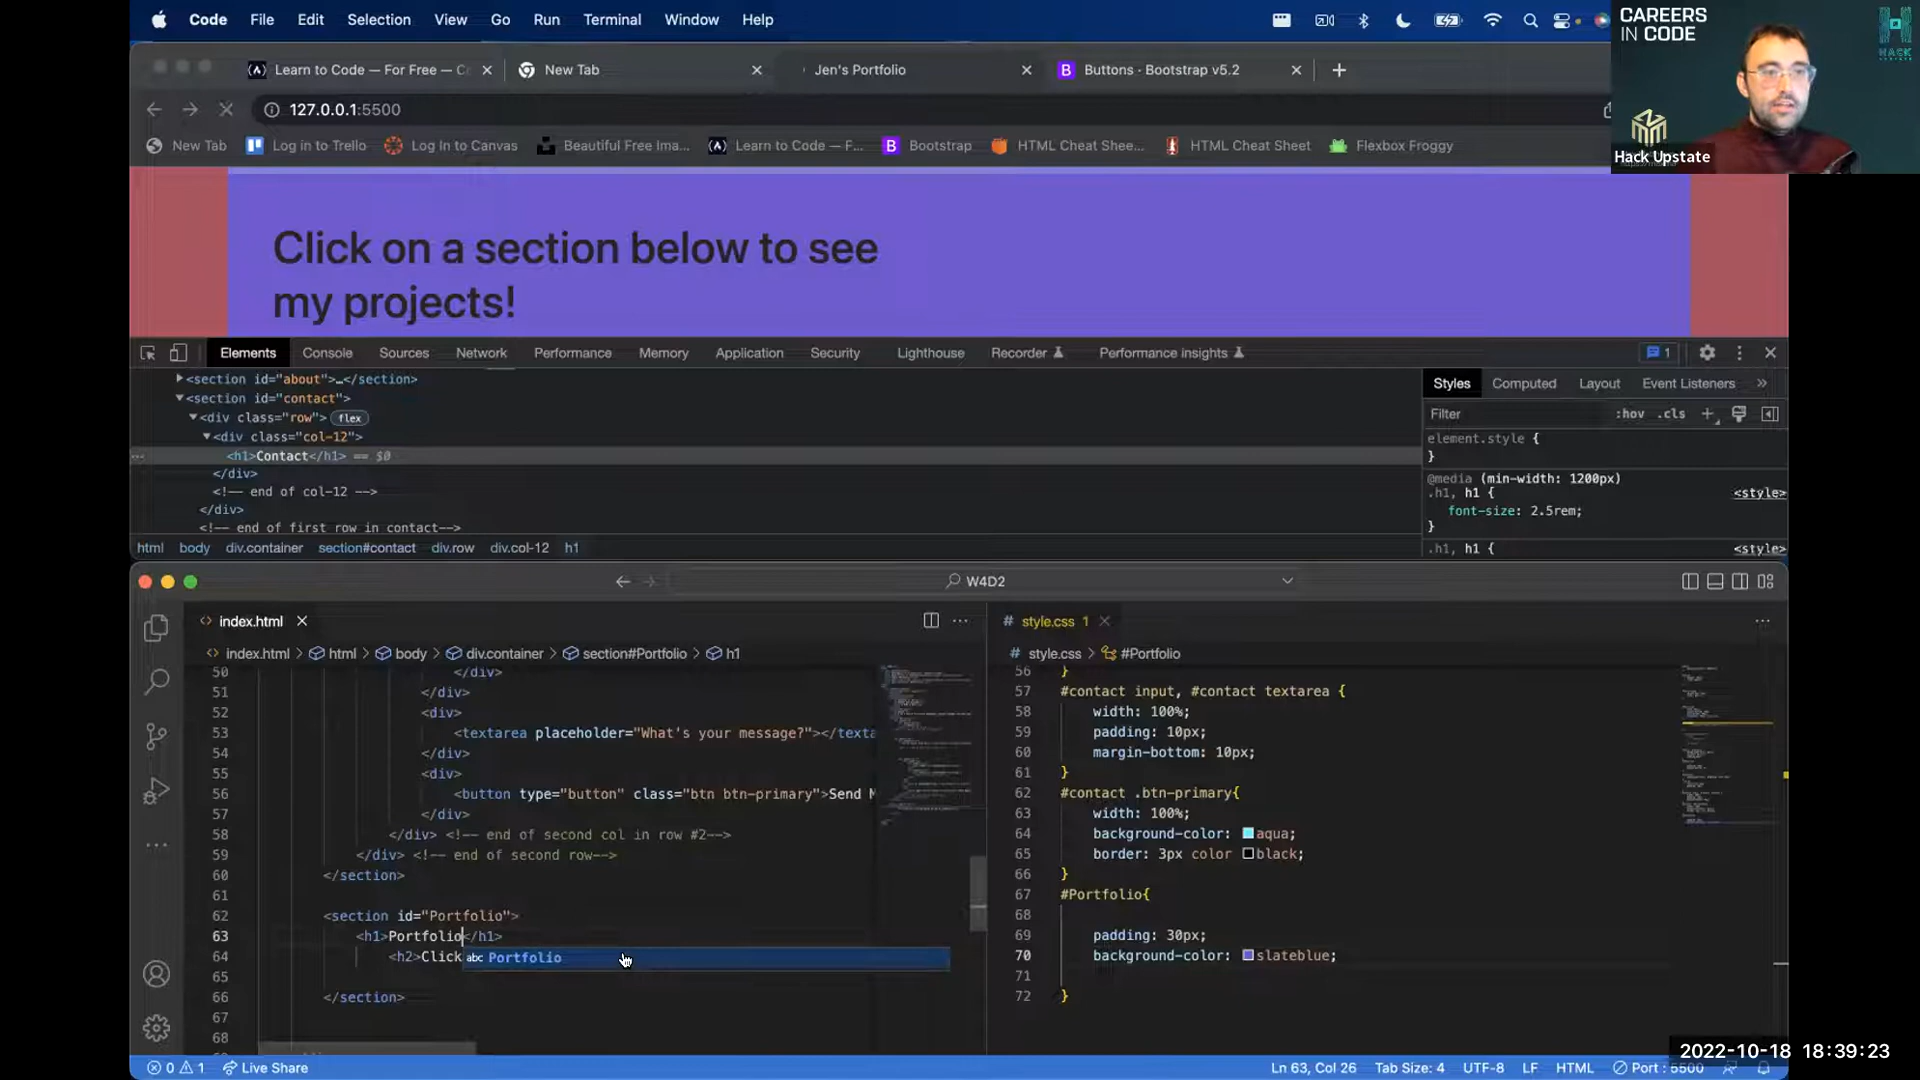 Code File Edit Selection View Go Run Terminal Window Help
CAREERS
IN CODE
HACK
UPSTATE
Hack Upstate
Learn to Code — For Free — Co
New Tab
Jen's Portfolio
Buttons · Bootstrap v5.2
127.0.0.1:5500
New Tab Log in to Trello Log In to Canvas Beautiful Free Ima... Learn to Code — F... Bootstrap HTML Cheat Shee... HTML Cheat Sheet Flexbox Froggy
Click on a section below to see
my projects!
Elements Console Sources Network Performance Memory Application Security Lighthouse Recorder Performance insights 1
<section id="about">…</section>
<section id="contact">
<div class="row"> flex
<div class="col-12">
<h1>Contact</h1> == $0
</div>
<!-- end of col-12 -->
</div>
<!-- end of first row in contact-->
html body div.container section#contact div.row div.col-12 h1
Styles Computed Layout Event Listeners »
Filter :hov .cls +
element.style {
}
@media (min-width: 1200px)
.h1, h1 { <style>
font-size: 2.5rem;
}
.h1, h1 { <style>
W4D2
index.html
index.html > html > body > div.container > section#Portfolio > h1
50 </div>
51 </div>
52 <div>
53 <textarea placeholder="What's your message?"></texta
54 </div>
55 <div>
56 <button type="button" class="btn btn-primary">Send M
57 </div>
58 </div> <!-- end of second col in row #2-->
59 </div> <!-- end of second row-->
60 </section>
61
62 <section id="Portfolio">
63 <h1>Portfolio</h1>
64 <h2>Click abc Portfolio
65
66 </section>
67
68
# style.css 1
# style.css > #Portfolio
56 }
57 #contact input, #contact textarea {
58 width: 100%;
59 padding: 10px;
60 margin-bottom: 10px;
61 }
62 #contact .btn-primary{
63 width: 100%;
64 background-color: aqua;
65 border: 3px color black;
66 }
67 #Portfolio{
68
69 padding: 30px;
70 background-color: slateblue;
71
72 }
0 1 Live Share
Ln 63, Col 26 Tab Size: 4 UTF-8 LF HTML Port : 5500
2022-10-18 18:39:23